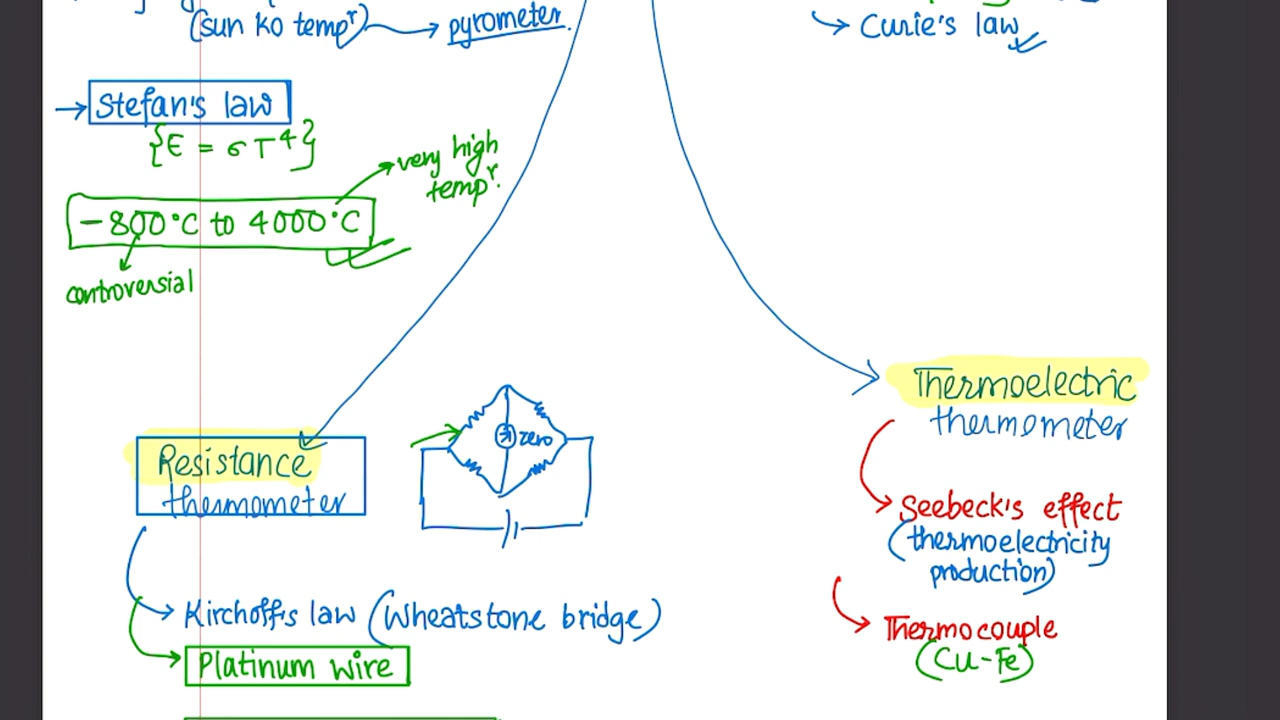 (sun ko tempʳ) → pyrometer.
→ Stefan's law
{E = σT⁴}
very high
tempʳ.
-800°C to 4000°C
controversial
Curie's law
Resistance
thermometer
zero
Kirchoff's law (Wheatstone bridge)
Platinum wire
Thermoelectric
thermometer
Seebeck's effect
(thermoelectricity
production)
Thermocouple
(Cu-Fe)